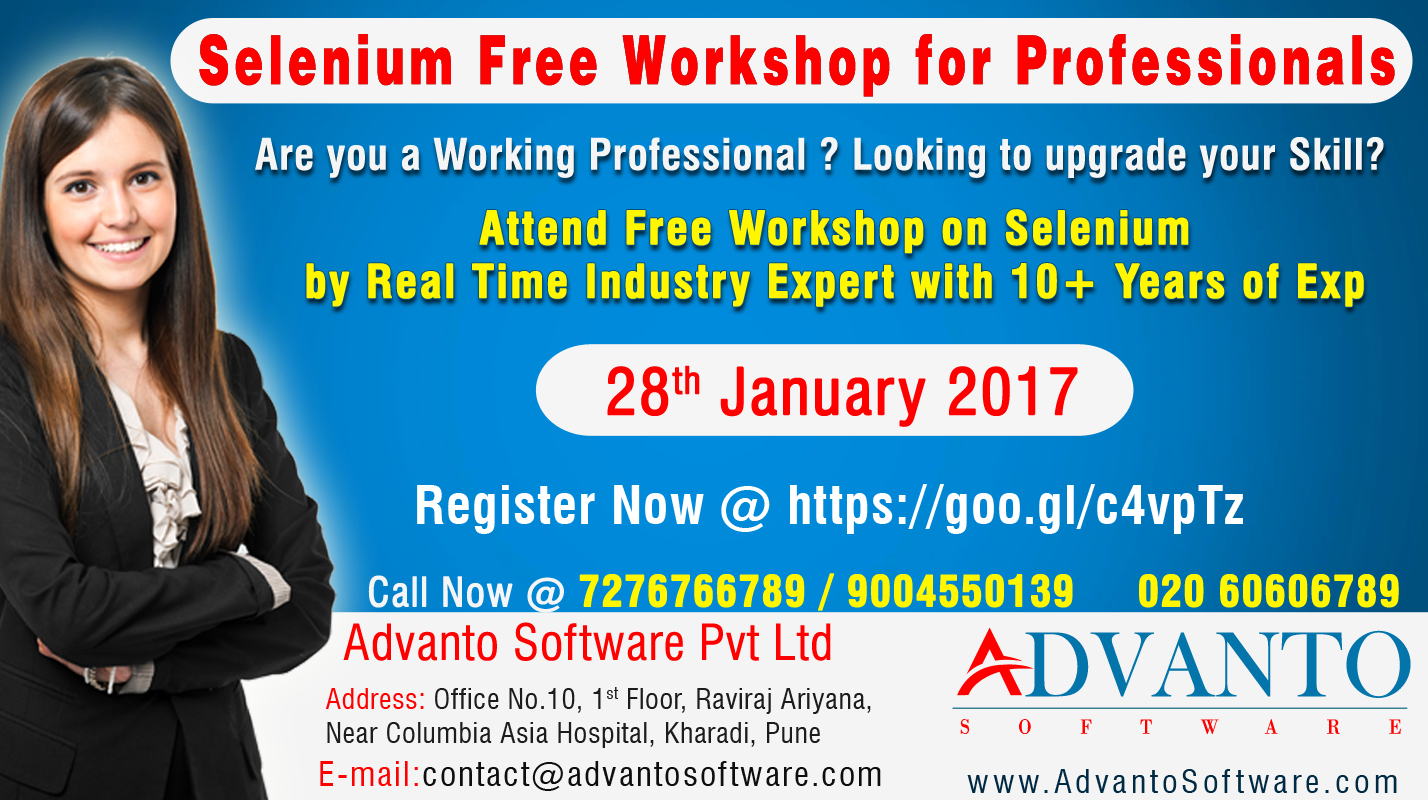 Selenium Free Workshop for Professionals
Are you a Working Professional ? Looking to upgrade your Skill?
Attend Free Workshop on Selenium
by Real Time Industry Expert with 10+ Years of Exp
28th January 2017
Register Now @ https://goo.gl/c4vpTz
Call Now @ 7276766789 / 9004550139 020 60606789
Advanto Software Pvt Ltd
Address: Office No.10, 1st Floor, Raviraj Ariyana,
Near Columbia Asia Hospital, Kharadi, Pune
E-mail:contact@advantosoftware.com
ADVANTO
SOFTWARE
www.AdvantoSoftware.com